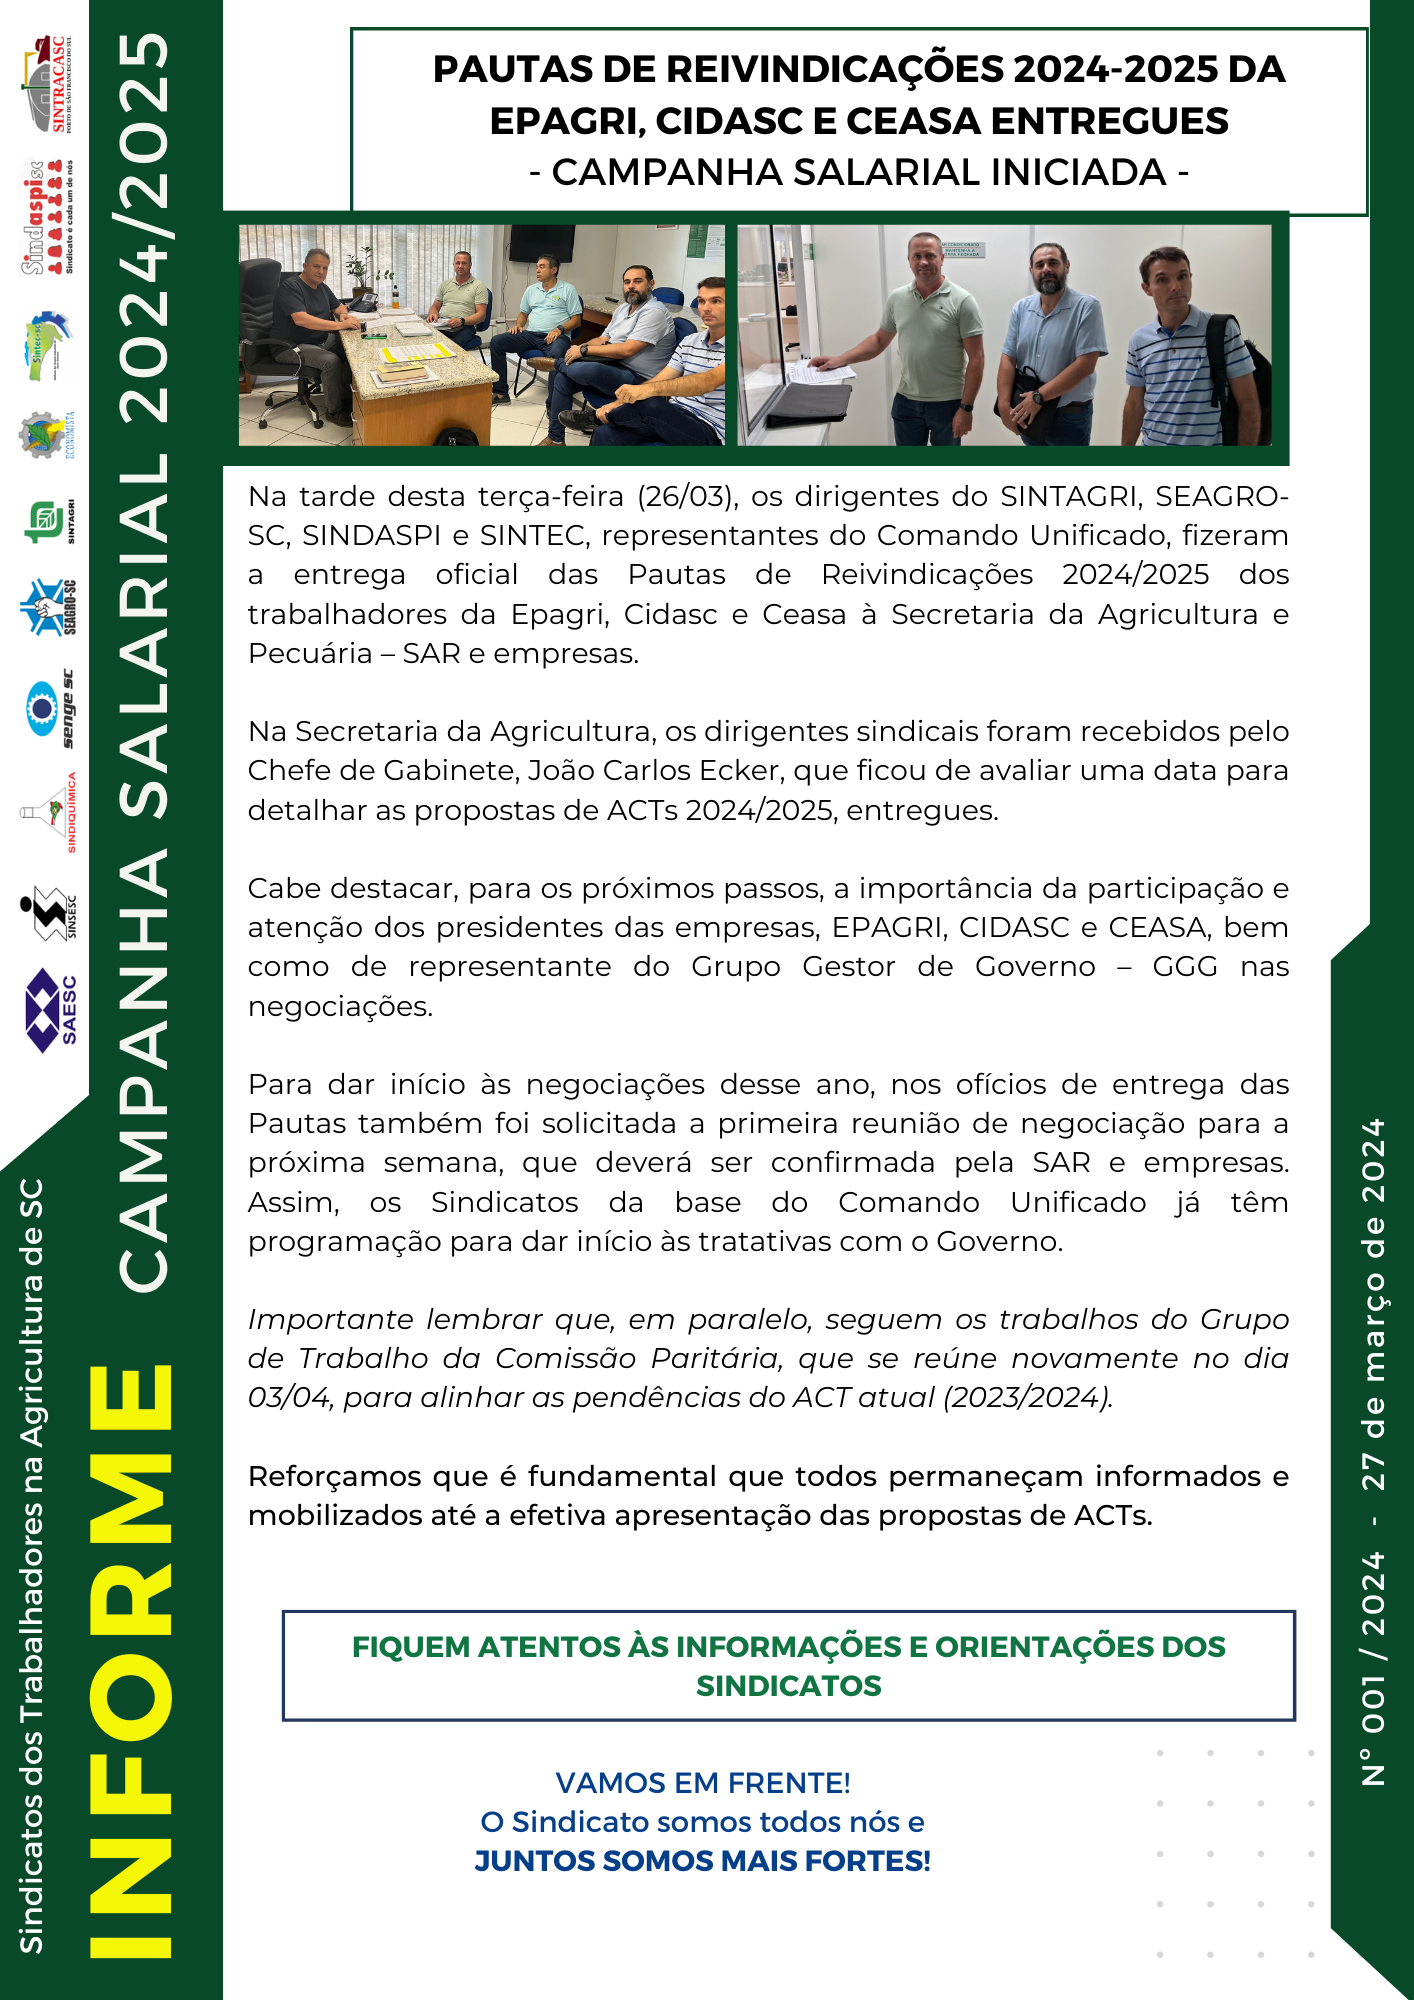 PAUTAS DE REIVINDICAÇÕES 2024-2025 DA
EPAGRI, CIDASC E CEASA ENTREGUES
- CAMPANHA SALARIAL INICIADA -
Na tarde desta terça-feira (26/03), os dirigentes do SINTAGRI, SEAGRO-
SC, SINDASPI e SINTEC, representantes do Comando Unificado, fizeram
a entrega oficial das Pautas de Reivindicações 2024/2025 dos
trabalhadores da Epagri, Cidasc e Ceasa à Secretaria da Agricultura e
Pecuária – SAR e empresas.
Na Secretaria da Agricultura, os dirigentes sindicais foram recebidos pelo
Chefe de Gabinete, João Carlos Ecker, que ficou de avaliar uma data para
detalhar as propostas de ACTs 2024/2025, entregues.
Cabe destacar, para os próximos passos, a importância da participação e
atenção dos presidentes das empresas, EPAGRI, CIDASC e CEASA, bem
como de representante do Grupo Gestor de Governo – GGG nas
negociações.
Para dar início às negociações desse ano, nos ofícios de entrega das
Pautas também foi solicitada a primeira reunião de negociação para a
próxima semana, que deverá ser confirmada pela SAR e empresas.
Assim, os Sindicatos da base do Comando Unificado já têm
programação para dar início às tratativas com o Governo.
Importante lembrar que, em paralelo, seguem os trabalhos do Grupo
de Trabalho da Comissão Paritária, que se reúne novamente no dia
03/04, para alinhar as pendências do ACT atual (2023/2024).
Reforçamos que é fundamental que todos permaneçam informados e
mobilizados até a efetiva apresentação das propostas de ACTs.
FIQUEM ATENTOS ÀS INFORMAÇÕES E ORIENTAÇÕES DOS
SINDICATOS
VAMOS EM FRENTE!
O Sindicato somos todos nós e
JUNTOS SOMOS MAIS FORTES!
INFORME CAMPANHA SALARIAL 2024/2025
Sindicatos dos Trabalhadores na Agricultura de SC
SAESC
SINSESC
SINDIQUÍMICA
senge sc
SEAGRO-SC
SINTAGRI
ECONOMISTA
Sintec-SC
Sindaspisc
Sindicato é cada um de nós
SINTRACASC
PORTO DE SÃO FRANCISCO DO SUL
Nº 001 / 2024 - 27 de março de 2024